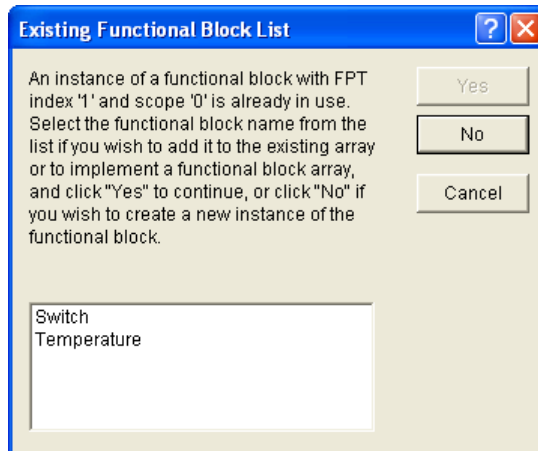 Existing Functional Block List
An instance of a functional block with FPT
index '1' and scope '0' is already in use.
Select the functional block name from the
list if you wish to add it to the existing array
or to implement a functional block array,
and click "Yes" to continue, or click "No" if
you wish to create a new instance of the
functional block.
Yes
No
Cancel
Switch
Temperature